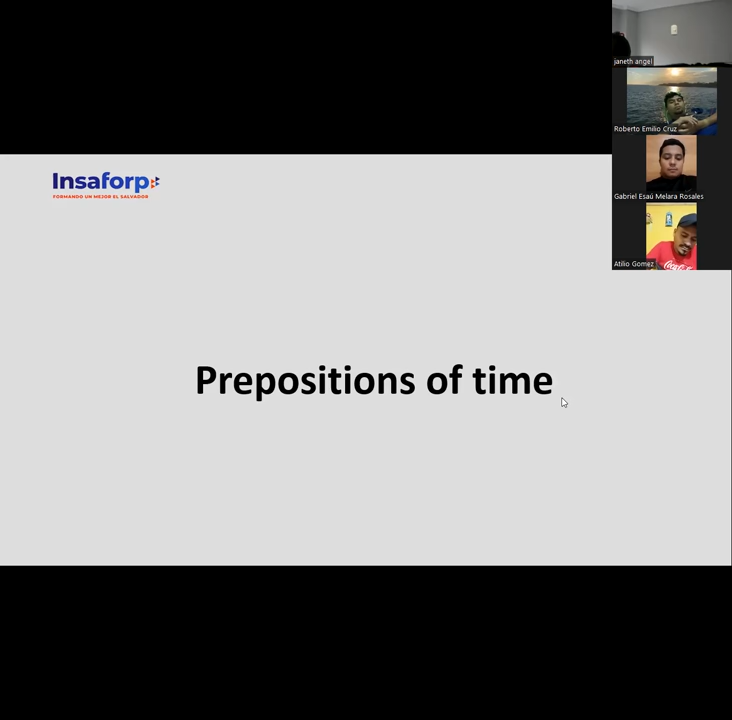 janeth angel
Roberto Emilio Cruz
Gabriel Esaú Melara Rosales
Atilio Gomez
Insaforp
FORMANDO UN MEJOR EL SALVADOR
Prepositions of time